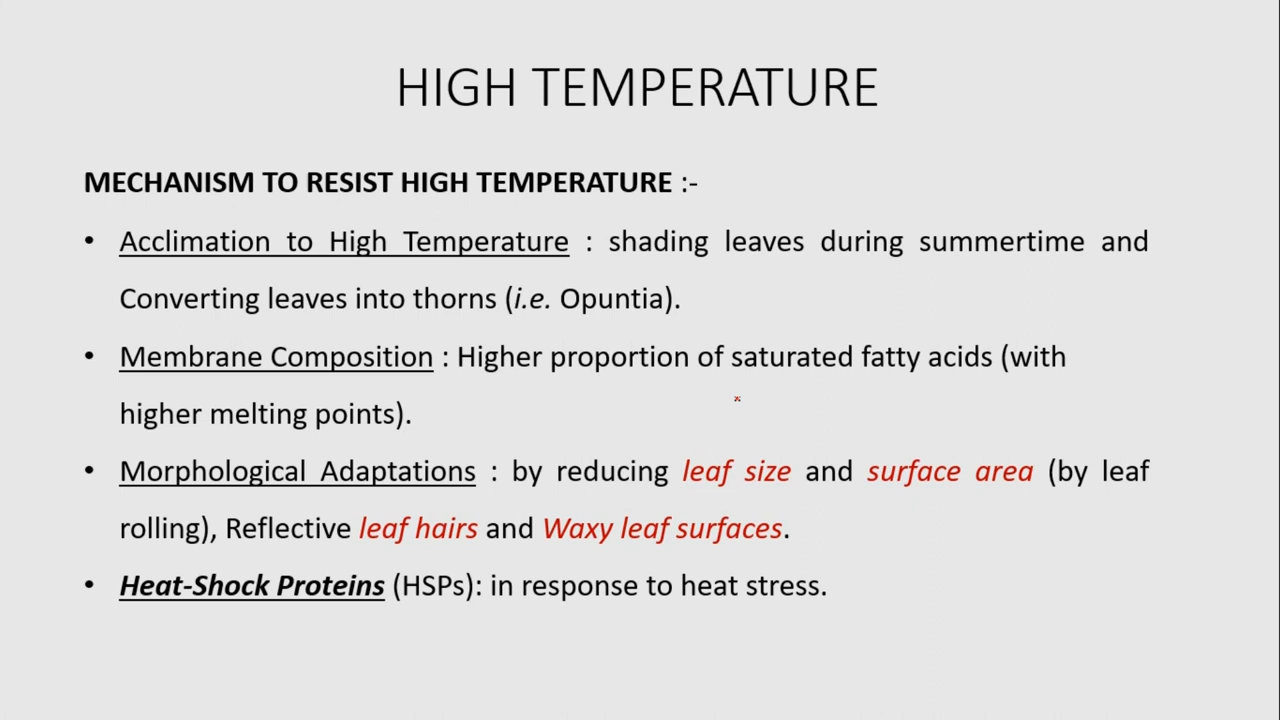 HIGH TEMPERATURE
MECHANISM TO RESIST HIGH TEMPERATURE :-
• Acclimation to High Temperature : shading leaves during summertime and
Converting leaves into thorns (i.e. Opuntia).
• Membrane Composition : Higher proportion of saturated fatty acids (with
higher melting points).
• Morphological Adaptations : by reducing leaf size and surface area (by leaf
rolling), Reflective leaf hairs and Waxy leaf surfaces.
• Heat-Shock Proteins (HSPs): in response to heat stress.